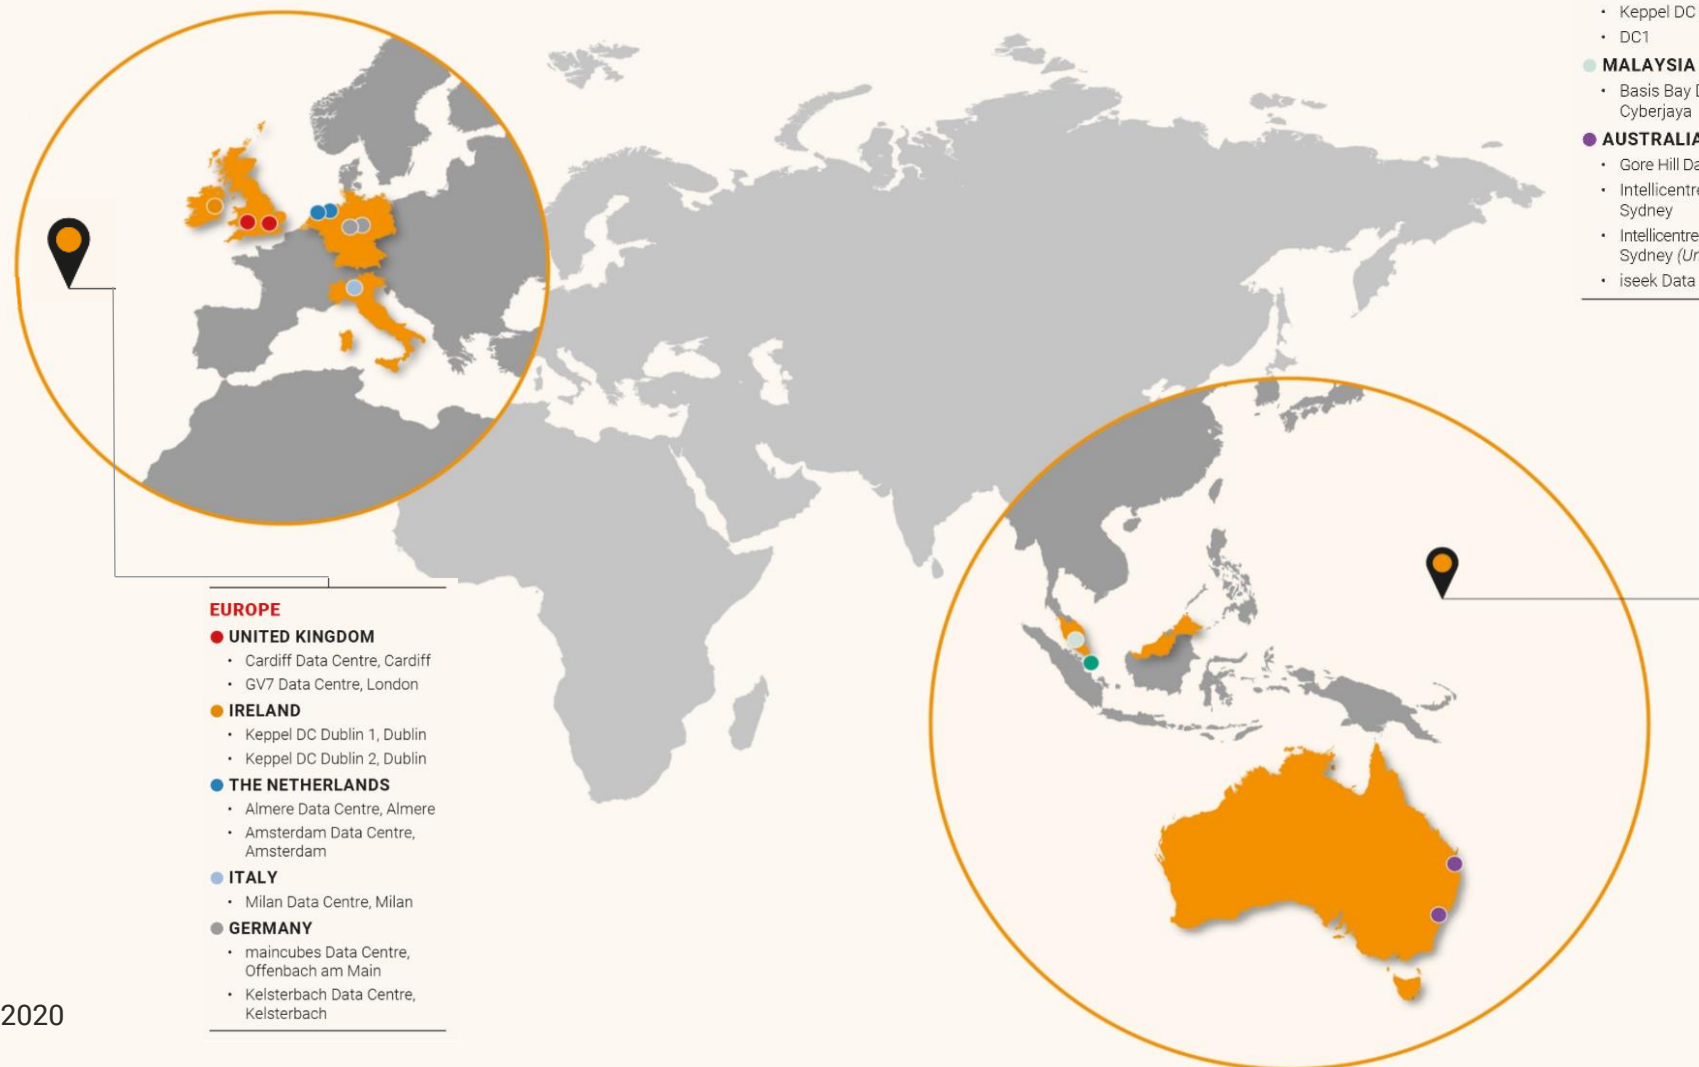 EUROPE
UNITED KINGDOM
• Cardiff Data Centre, Cardiff
• GV7 Data Centre, London
IRELAND
• Keppel DC Dublin 1, Dublin
• Keppel DC Dublin 2, Dublin
THE NETHERLANDS
• Almere Data Centre, Almere
• Amsterdam Data Centre,
Amsterdam
ITALY
• Milan Data Centre, Milan
GERMANY
• maincubes Data Centre,
Offenbach am Main
• Kelsterbach Data Centre,
Kelsterbach
2020
• Keppel DC
• DC1
MALAYSIA
• Basis Bay
Cyberjaya
AUSTRALIA
• Gore Hill
• Intellicentre
Sydney
• Intellicentre
Sydney
• iseek Data